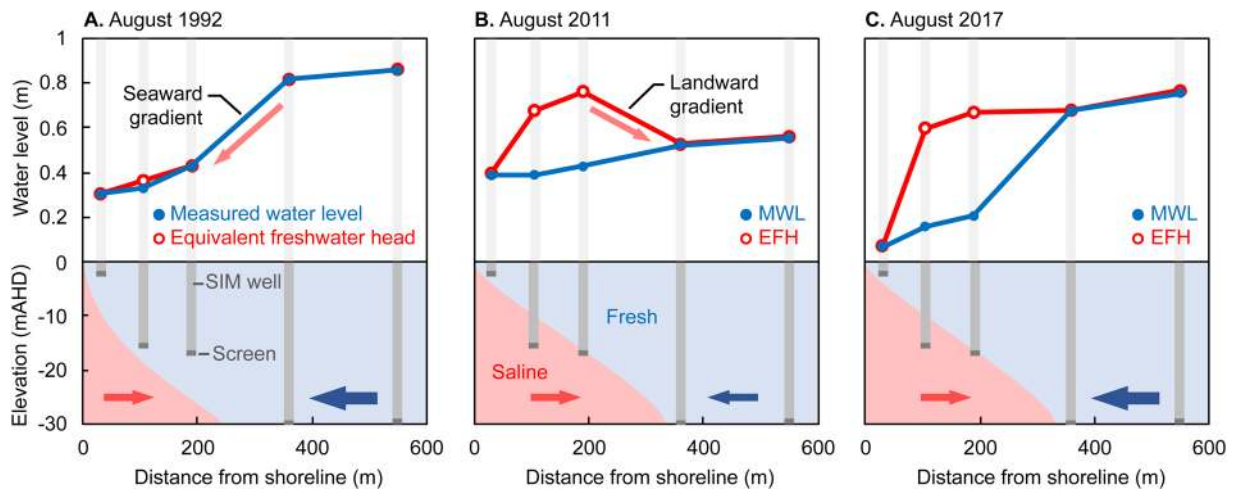 A. August 1992
B. August 2011
C. August 2017
Water level (m)
1
0.8
0.6
0.4
0.2
0
Seaward
gradient
Measured water level
Equivalent freshwater head
Landward
gradient
MWL
EFH
MWL
EFH
Elevation (mAHD)
-10
-20
-30
SIM well
Screen
Fresh
Saline
0 200 400 600
0 200 400 600
0 200 400 600
Distance from shoreline (m)
Distance from shoreline (m)
Distance from shoreline (m)